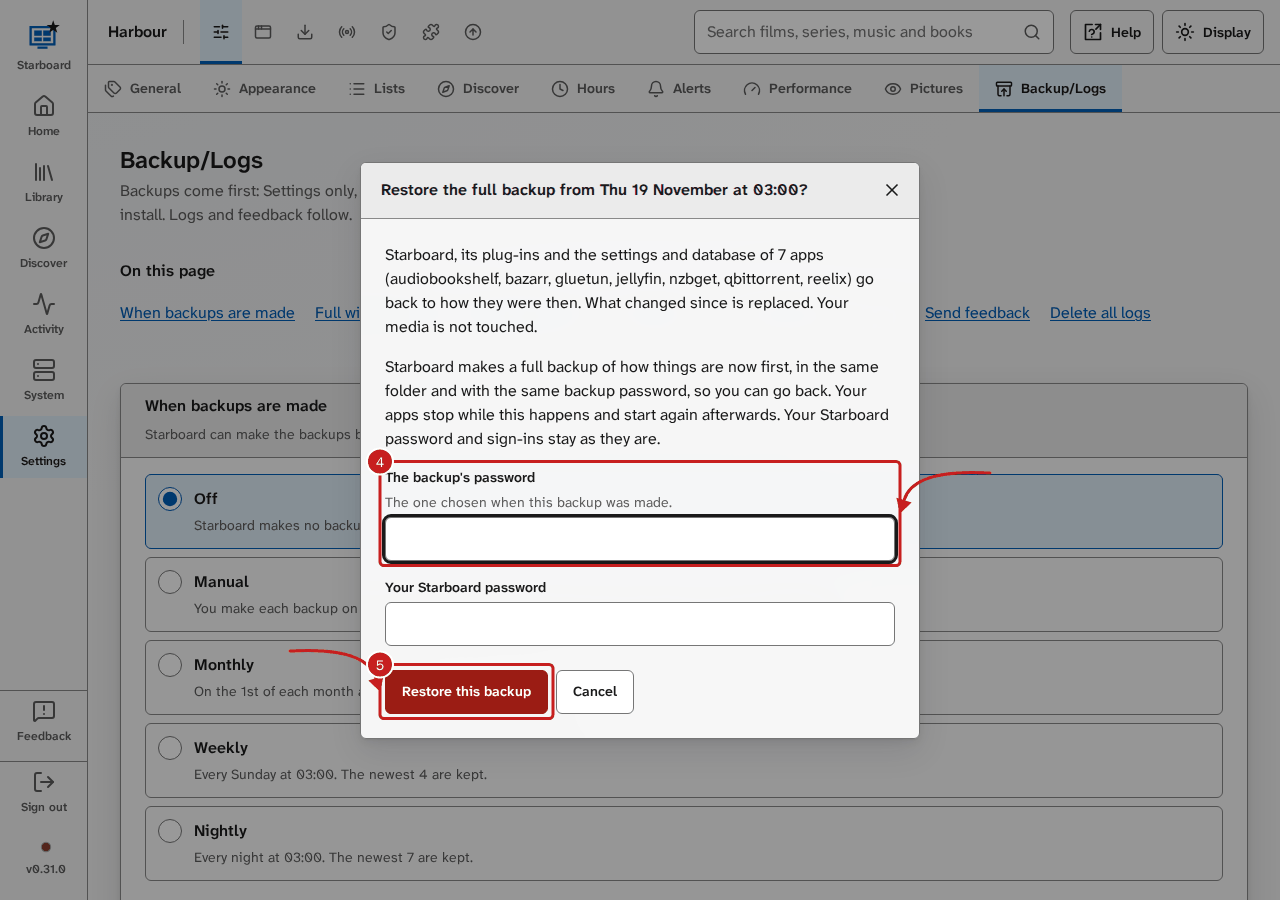 Starboard
Home
Library
Discover
Activity
System
Settings
Feedback
Sign out
v0.31.0
Harbour
Search films, series, music and books
Help
Display
General
Appearance
Lists
Discover
Hours
Alerts
Performance
Pictures
Backup/Logs
Backup/Logs
Backups come first: Settings only,
install. Logs and feedback follow.
On this page
When backups are made
Full wi
Send feedback
Delete all logs
When backups are made
Starboard can make the backups b
Off
Starboard makes no backu
Manual
You make each backup on
Monthly
On the 1st of each month a
Weekly
Every Sunday at 03:00. The newest 4 are kept.
Nightly
Every night at 03:00. The newest 7 are kept.
Restore the full backup from Thu 19 November at 03:00?
Starboard, its plug-ins and the settings and database of 7 apps
(audiobookshelf, bazarr, gluetun, jellyfin, nzbget, qbittorrent, reelix) go
back to how they were then. What changed since is replaced. Your
media is not touched.
Starboard makes a full backup of how things are now first, in the same
folder and with the same backup password, so you can go back. Your
apps stop while this happens and start again afterwards. Your Starboard
password and sign-ins stay as they are.
4
The backup's password
The one chosen when this backup was made.
Your Starboard password
5
Restore this backup
Cancel